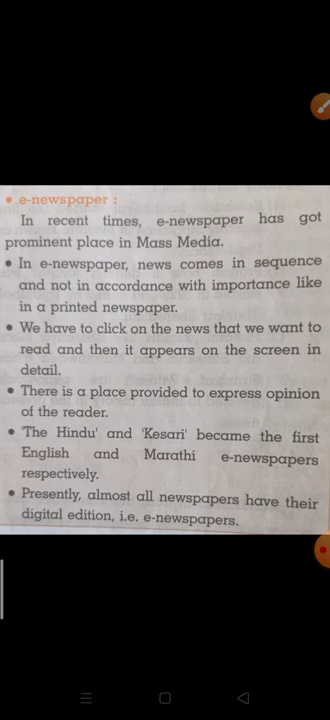 • e-newspaper :
In recent times, e-newspaper has got
prominent place in Mass Media.
• In e-newspaper, news comes in sequence
and not in accordance with importance like
in a printed newspaper.
• We have to click on the news that we want to
read and then it appears on the screen in
detail.
• There is a place provided to express opinion
of the reader.
• 'The Hindu' and 'Kesari' became the first
English and Marathi e-newspapers
respectively.
• Presently, almost all newspapers have their
digital edition, i.e. e-newspapers.